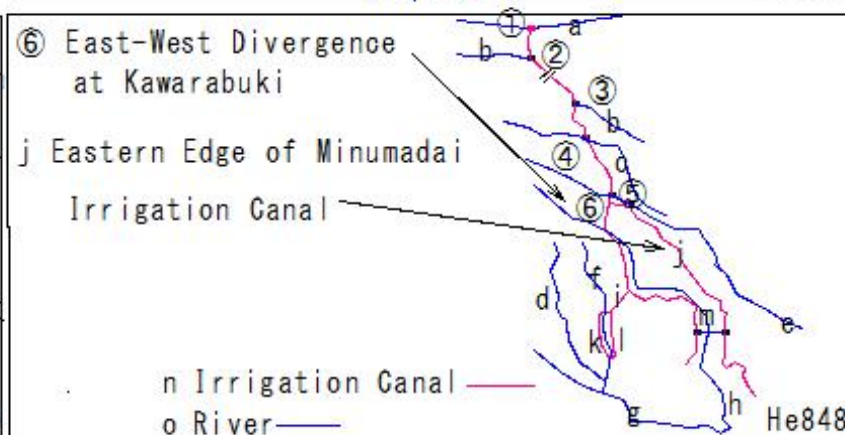 ⑥ East-West Divergence
at Kawarabuki
j Eastern Edge of Minumadai
Irrigation Canal
n Irrigation Canal
o River
① a
b ②
③
b
④ c
⑤
⑥
j
d f i
e
k l m
g h
He848